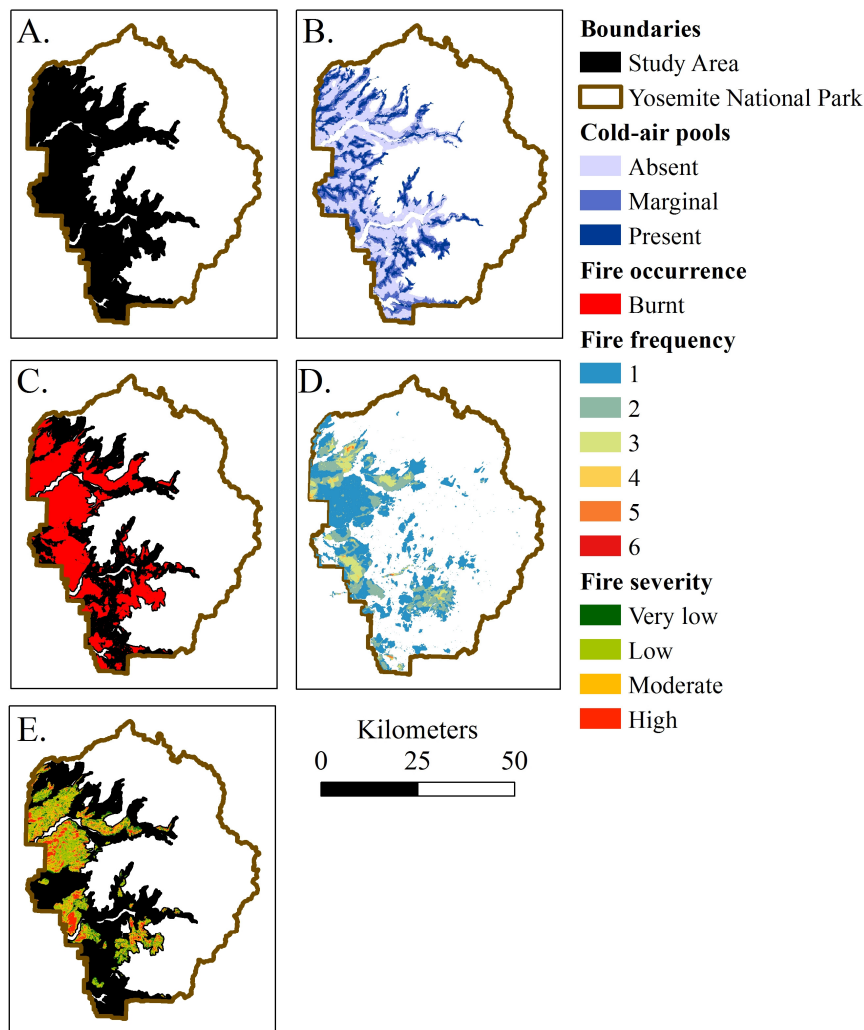 A.
B.
Boundaries
Study Area
Yosemite National Park
Cold-air pools
Absent
Marginal
Present
Fire occurrence
Burnt
Fire frequency
1
2
3
4
5
6
Fire severity
Very low
Low
Moderate
High
C.
D.
E.
Kilometers
0 25 50